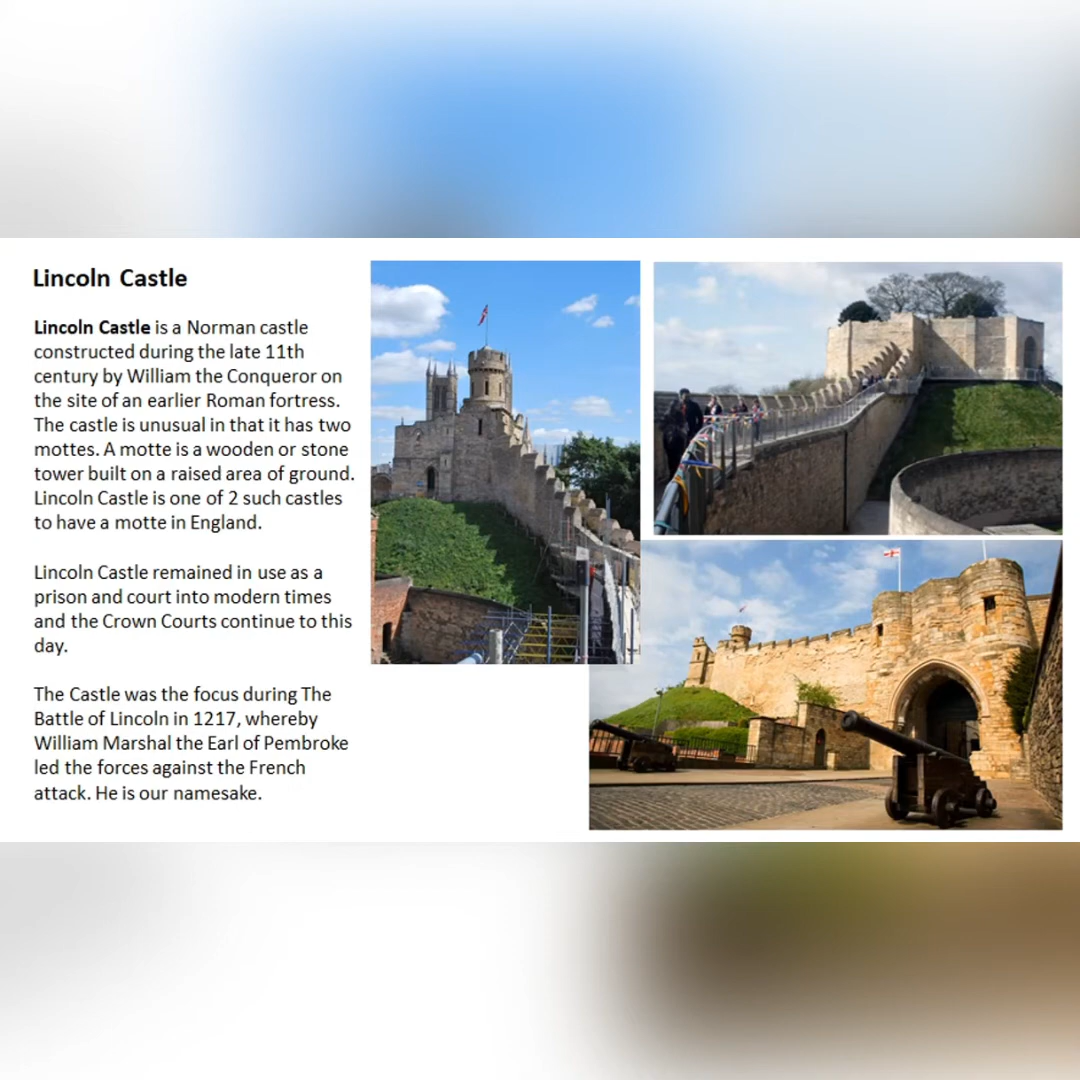 Lincoln Castle
Lincoln Castle is a Norman castle
constructed during the late 11th
century by William the Conqueror on
the site of an earlier Roman fortress.
The castle is unusual in that it has two
mottes. A motte is a wooden or stone
tower built on a raised area of ground.
Lincoln Castle is one of 2 such castles
to have a motte in England.
Lincoln Castle remained in use as a
prison and court into modern times
and the Crown Courts continue to this
day.
The Castle was the focus during The
Battle of Lincoln in 1217, whereby
William Marshal the Earl of Pembroke
led the forces against the French
attack. He is our namesake.